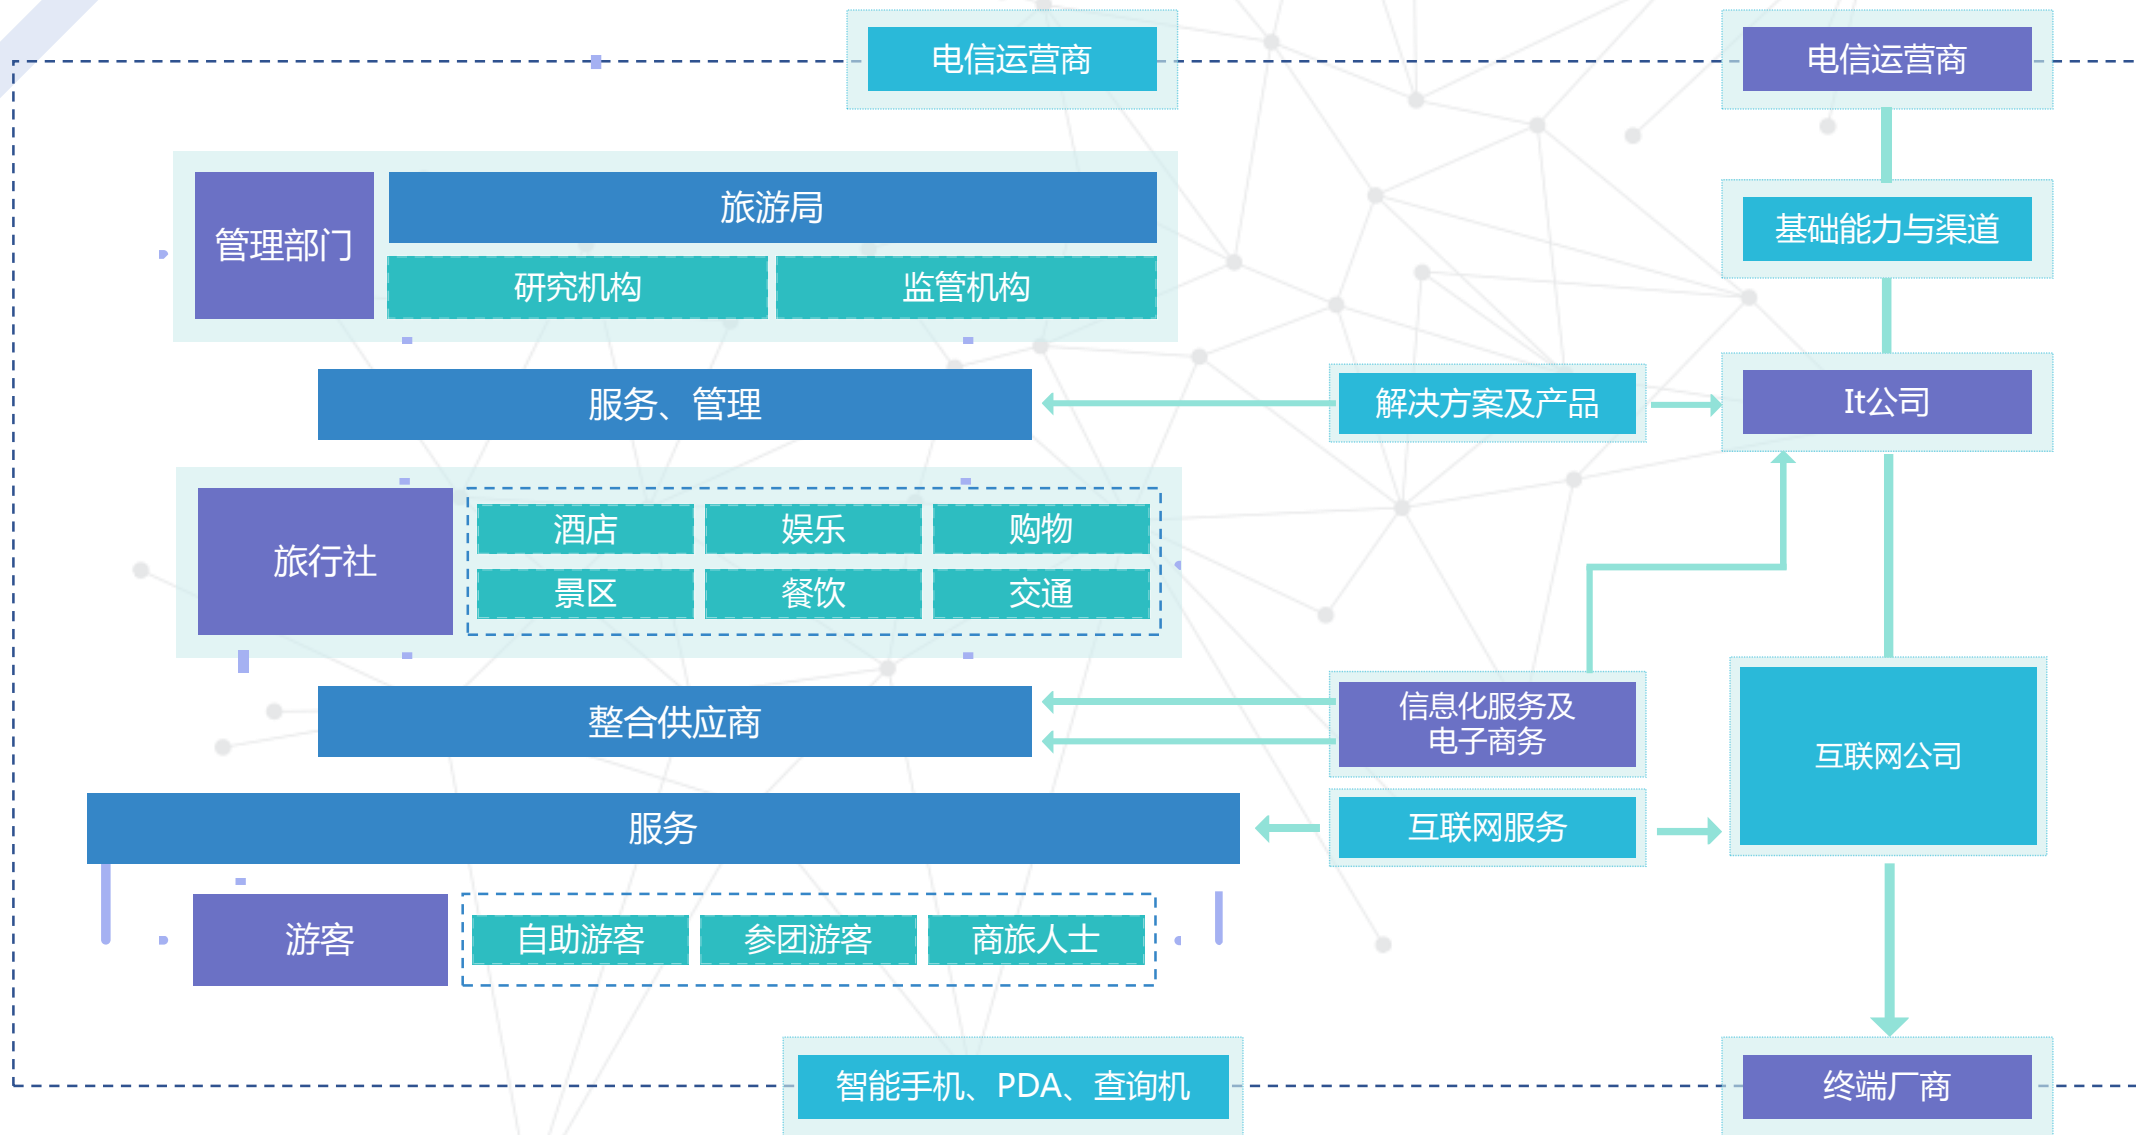 电信运营商
电信运营商
管理部门
旅游局
研究机构
监管机构
基础能力与渠道
服务、管理
解决方案及产品
It公司
旅行社
酒店
娱乐
购物
景区
餐饮
交通
整合供应商
信息化服务及
电子商务
互联网公司
服务
互联网服务
游客
自助游客
参团游客
商旅人士
智能手机、PDA、查询机
终端厂商